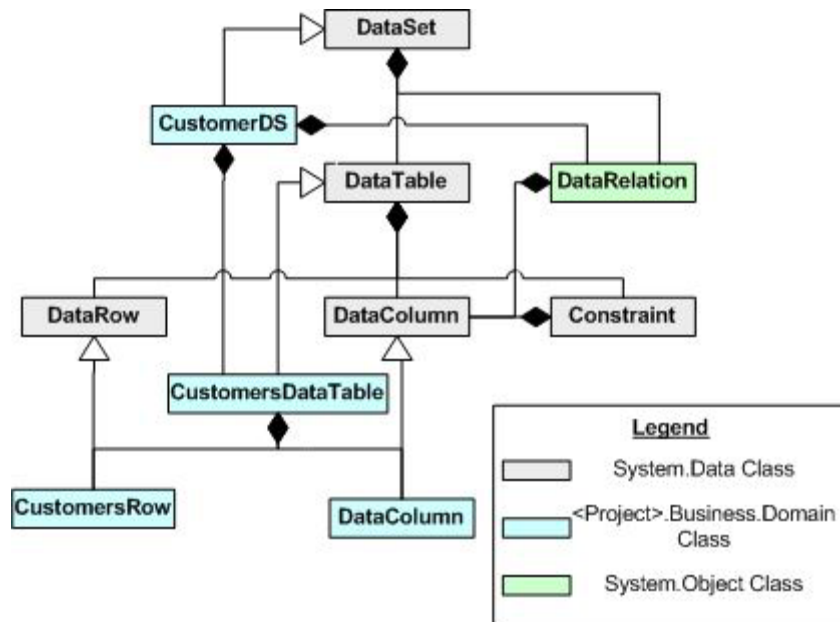 DataSet
CustomerDS
DataTable
DataRelation
DataRow
DataColumn
Constraint
CustomersDataTable
CustomersRow
DataColumn
Legend
System.Data Class
<Project>.Business.Domain
Class
System.Object Class